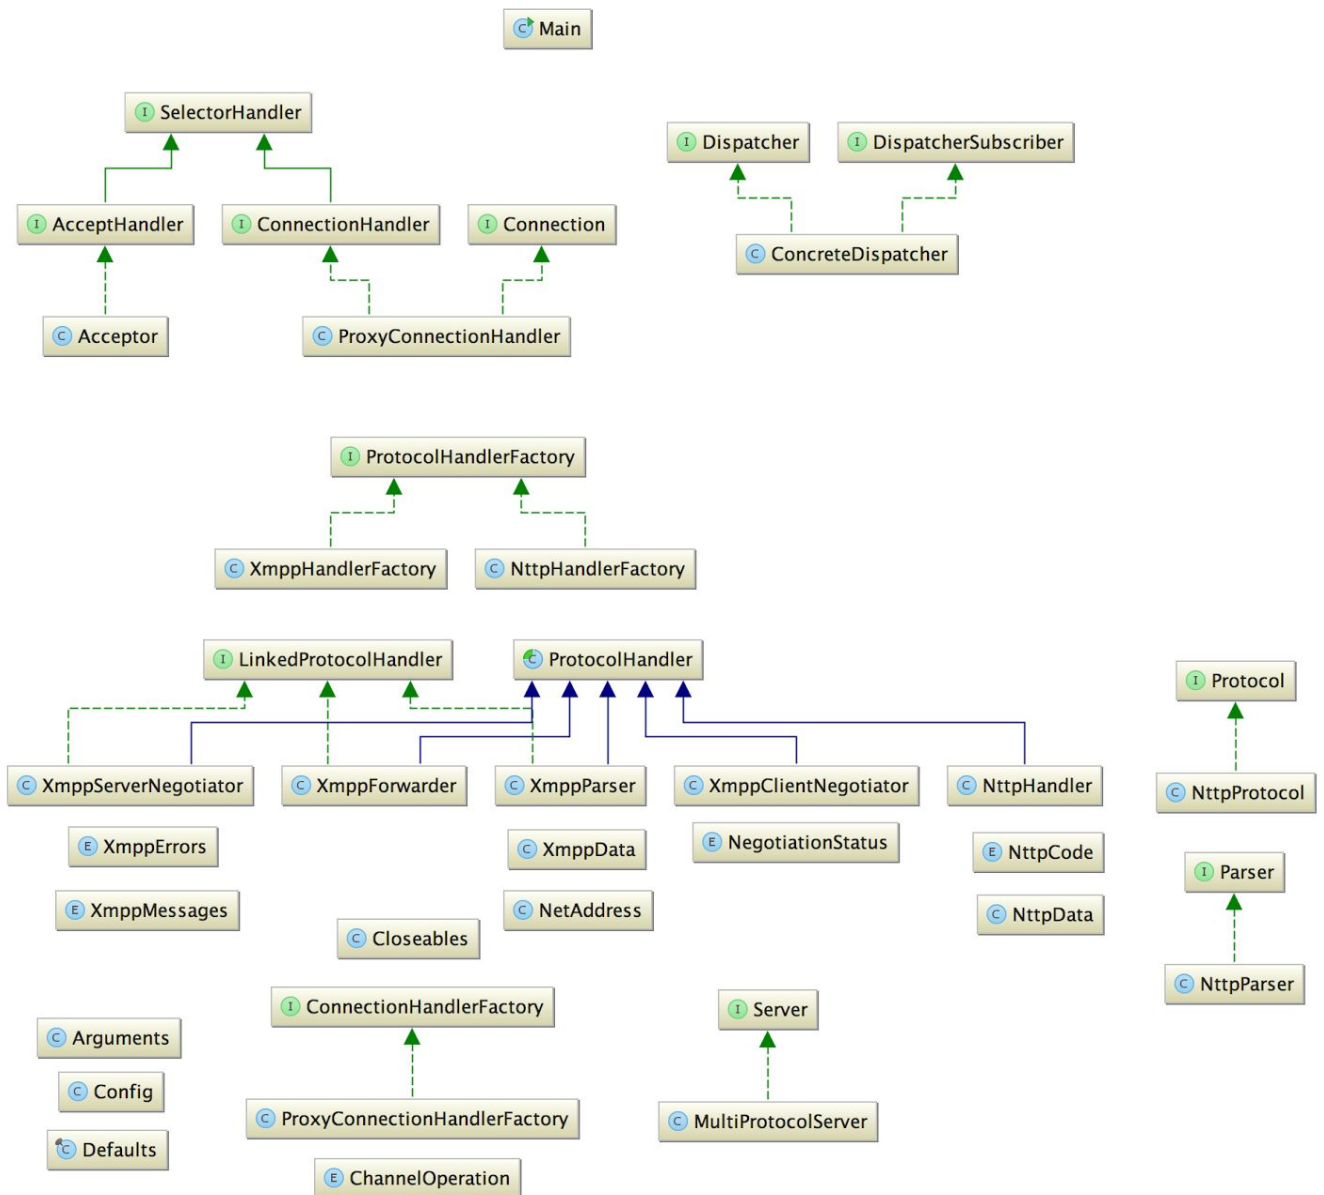 Main
SelectorHandler
Dispatcher
DispatcherSubscriber
AcceptHandler
ConnectionHandler
Connection
ConcreteDispatcher
Acceptor
ProxyConnectionHandler
ProtocolHandlerFactory
XmppHandlerFactory
NttpHandlerFactory
LinkedProtocolHandler
ProtocolHandler
Protocol
XmppServerNegotiator
XmppForwarder
XmppParser
XmppClientNegotiator
NttpHandler
NttpProtocol
XmppErrors
XmppData
NegotiationStatus
NttpCode
Parser
XmppMessages
NetAddress
NttpData
Closeables
NttpParser
ConnectionHandlerFactory
Server
Arguments
Config
ProxyConnectionHandlerFactory
MultiProtocolServer
Defaults
ChannelOperation